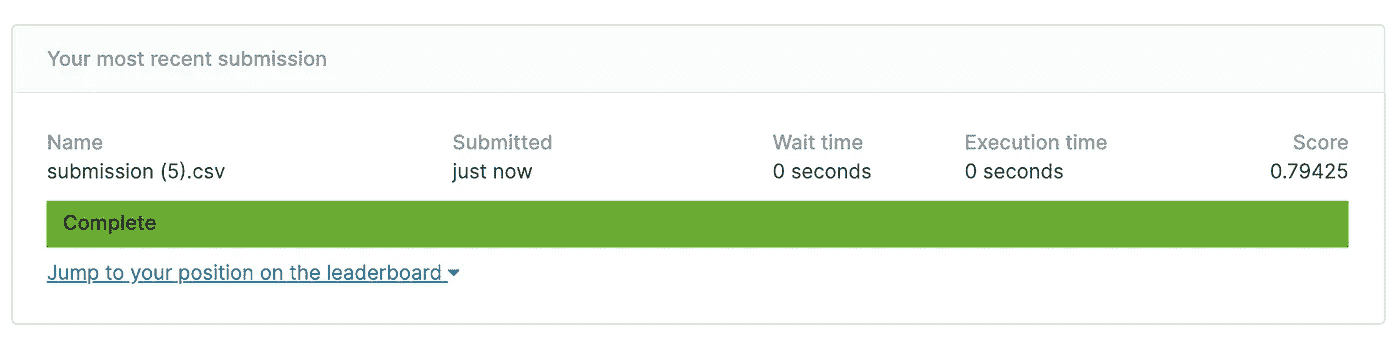 Your most recent submission
Name Submitted Wait time Execution time Score
submission (5).csv just now 0 seconds 0 seconds 0.79425
Complete
Jump to your position on the leaderboard